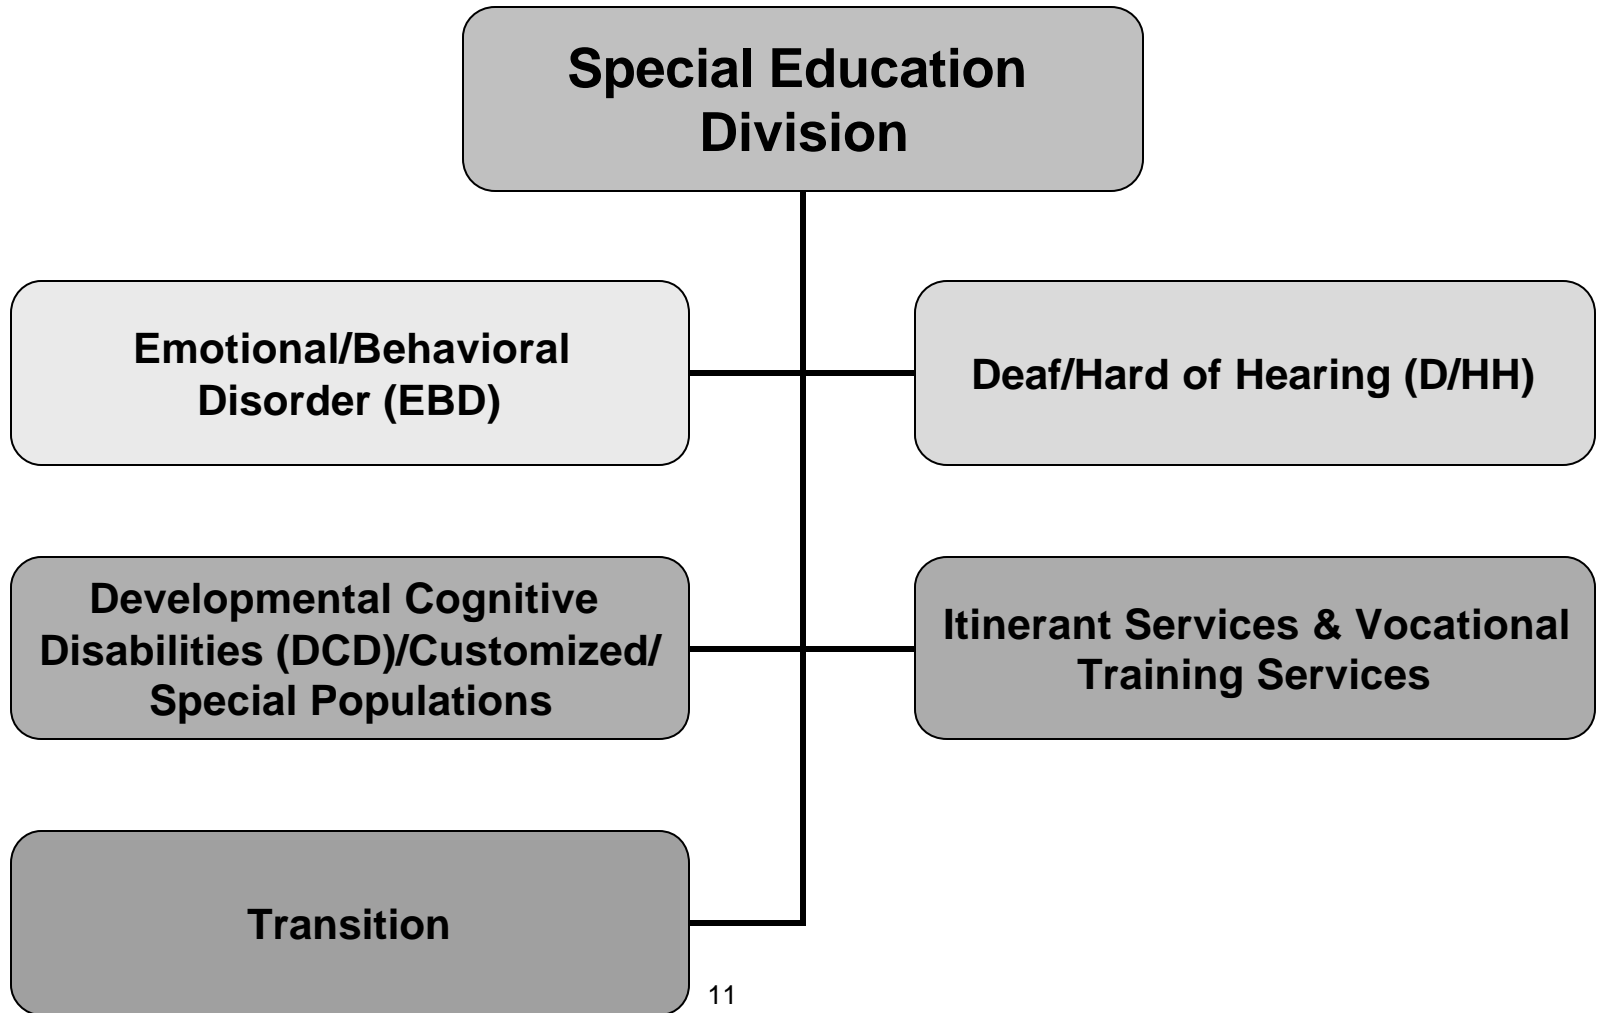 Special Education
Division
Emotional/Behavioral
Disorder (EBD)
Deaf/Hard of Hearing (D/HH)
Developmental Cognitive
Disabilities (DCD)/Customized/
Special Populations
Itinerant Services & Vocational
Training Services
Transition
11